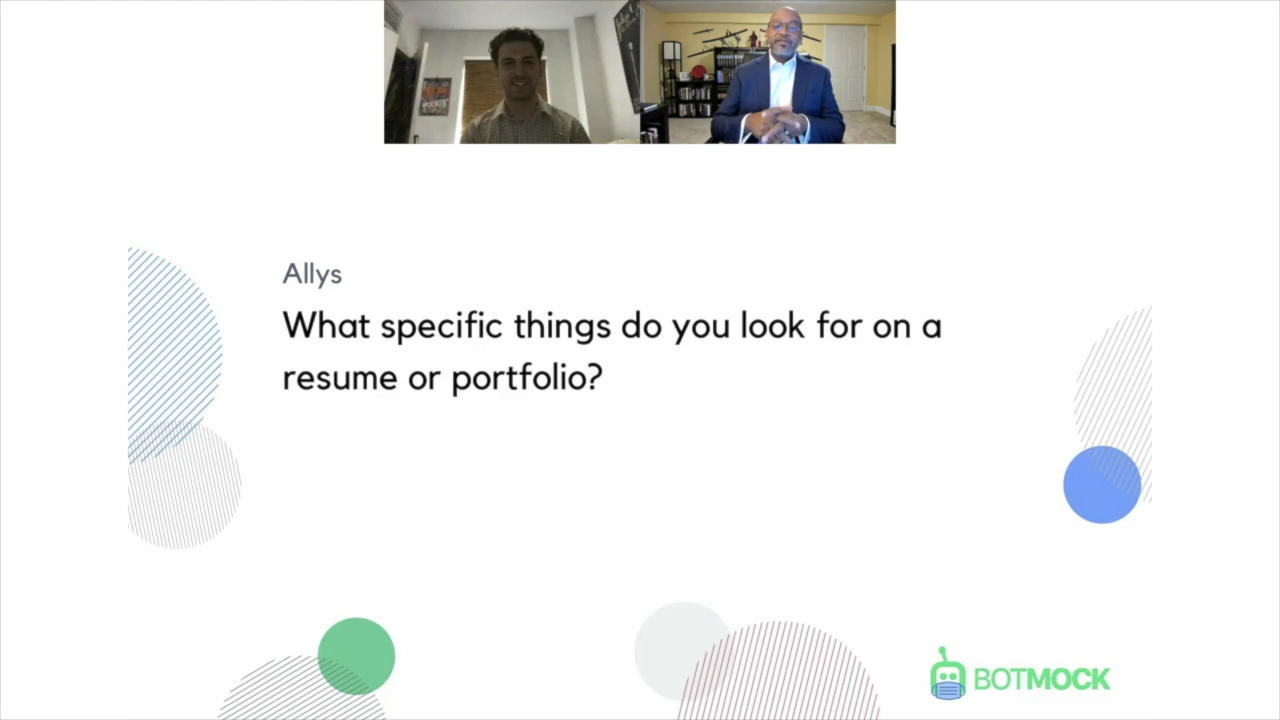 Allys
What specific things do you look for on a
resume or portfolio?
BOTMOCK